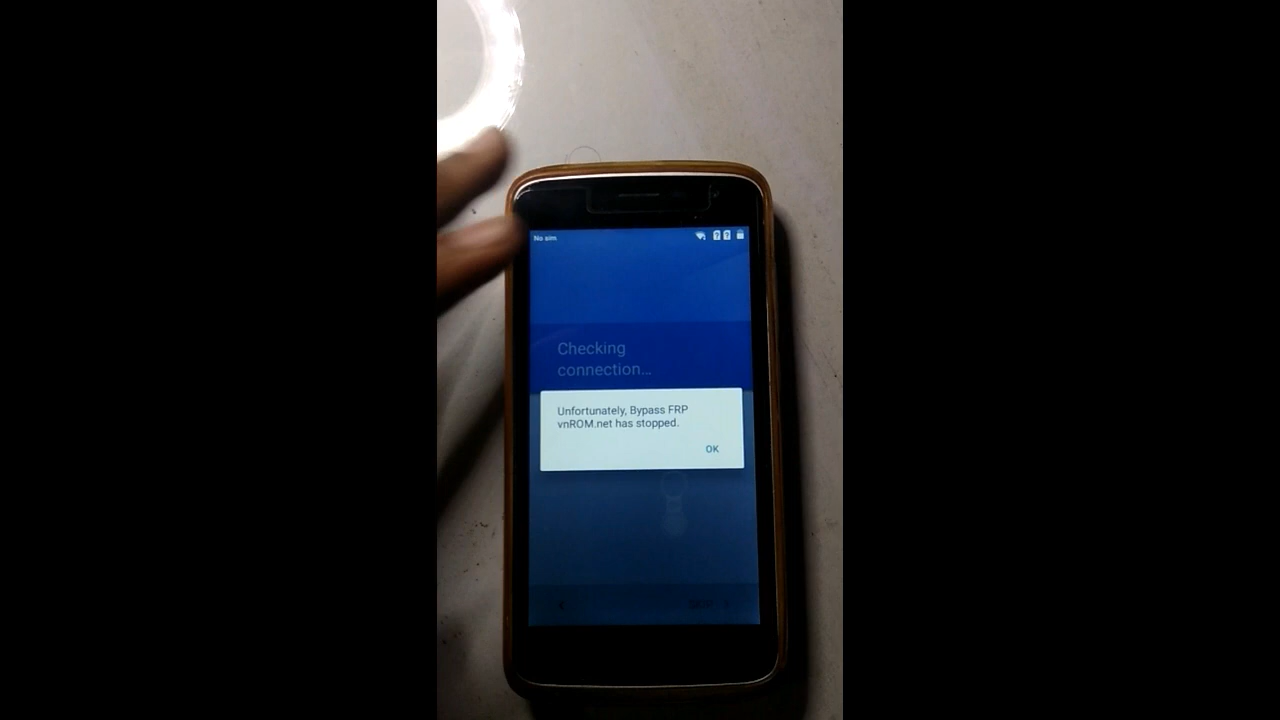 No sim
Checking
connection...
Unfortunately, Bypass FRP
vnROM.net has stopped.
OK